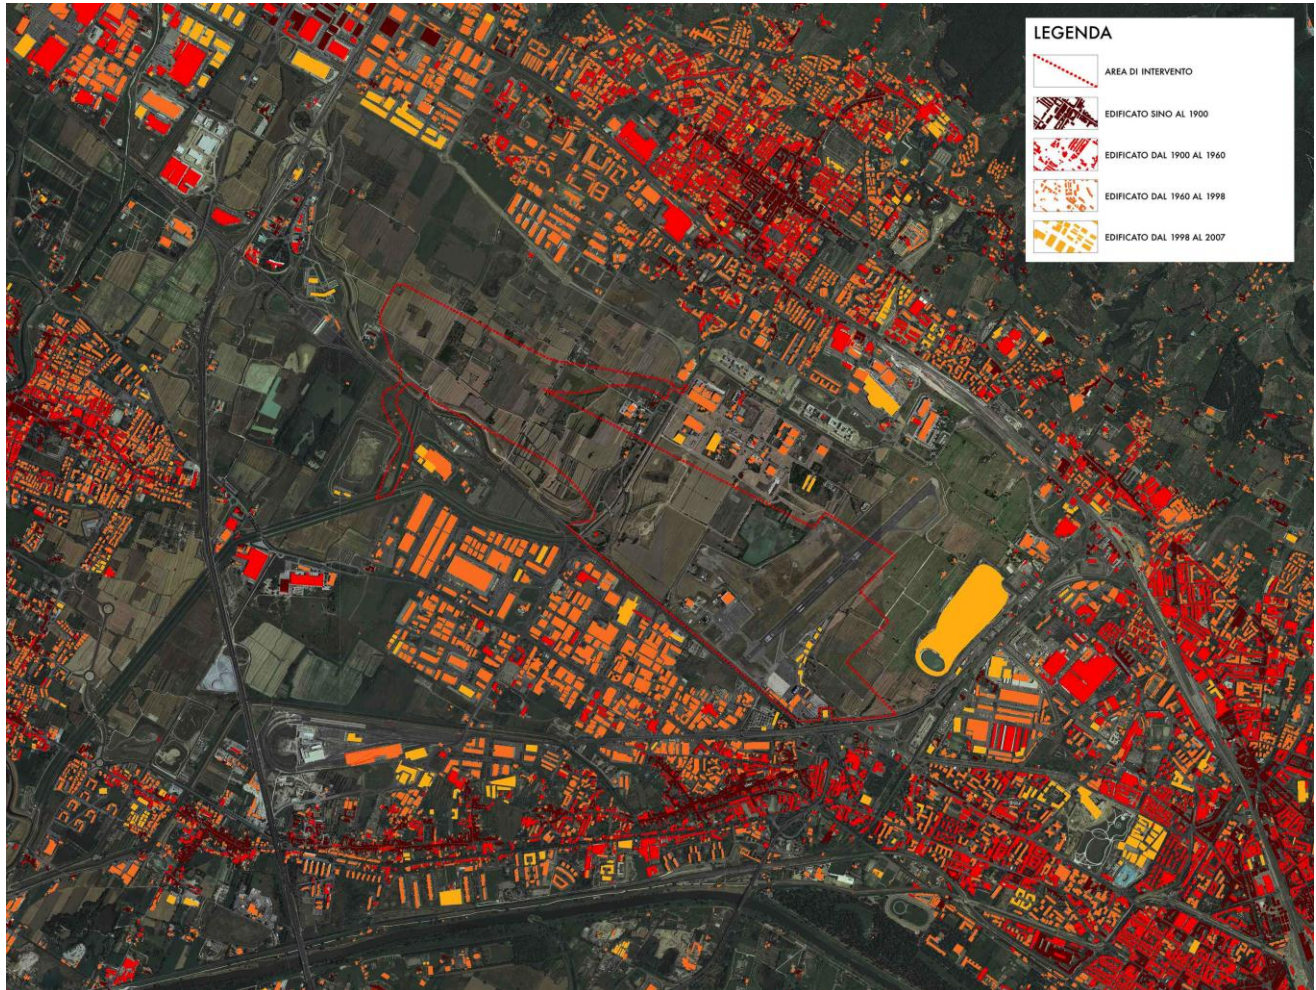 LEGENDA
AREA DI INTERVENTO
EDIFICATO SINO AL 1900
EDIFICATO DAL 1900 AL 1960
EDIFICATO DAL 1960 AL 1998
EDIFICATO DAL 1998 AL 2007